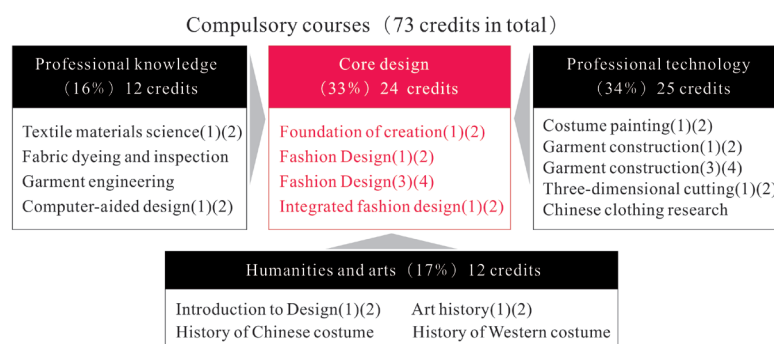 Compulsory courses（73 credits in total）
Professional knowledge
（16%）12 credits
Textile materials science(1)(2)
Fabric dyeing and inspection
Garment engineering
Computer-aided design(1)(2)
Core design
（33%）24 credits
Foundation of creation(1)(2)
Fashion Design(1)(2)
Fashion Design(3)(4)
Integrated fashion design(1)(2)
Professional technology
（34%）25 credits
Costume painting(1)(2)
Garment construction(1)(2)
Garment construction(3)(4)
Three-dimensional cutting(1)(2)
Chinese clothing research
Humanities and arts（17%）12 credits
Introduction to Design(1)(2) Art history(1)(2)
History of Chinese costume History of Western costume